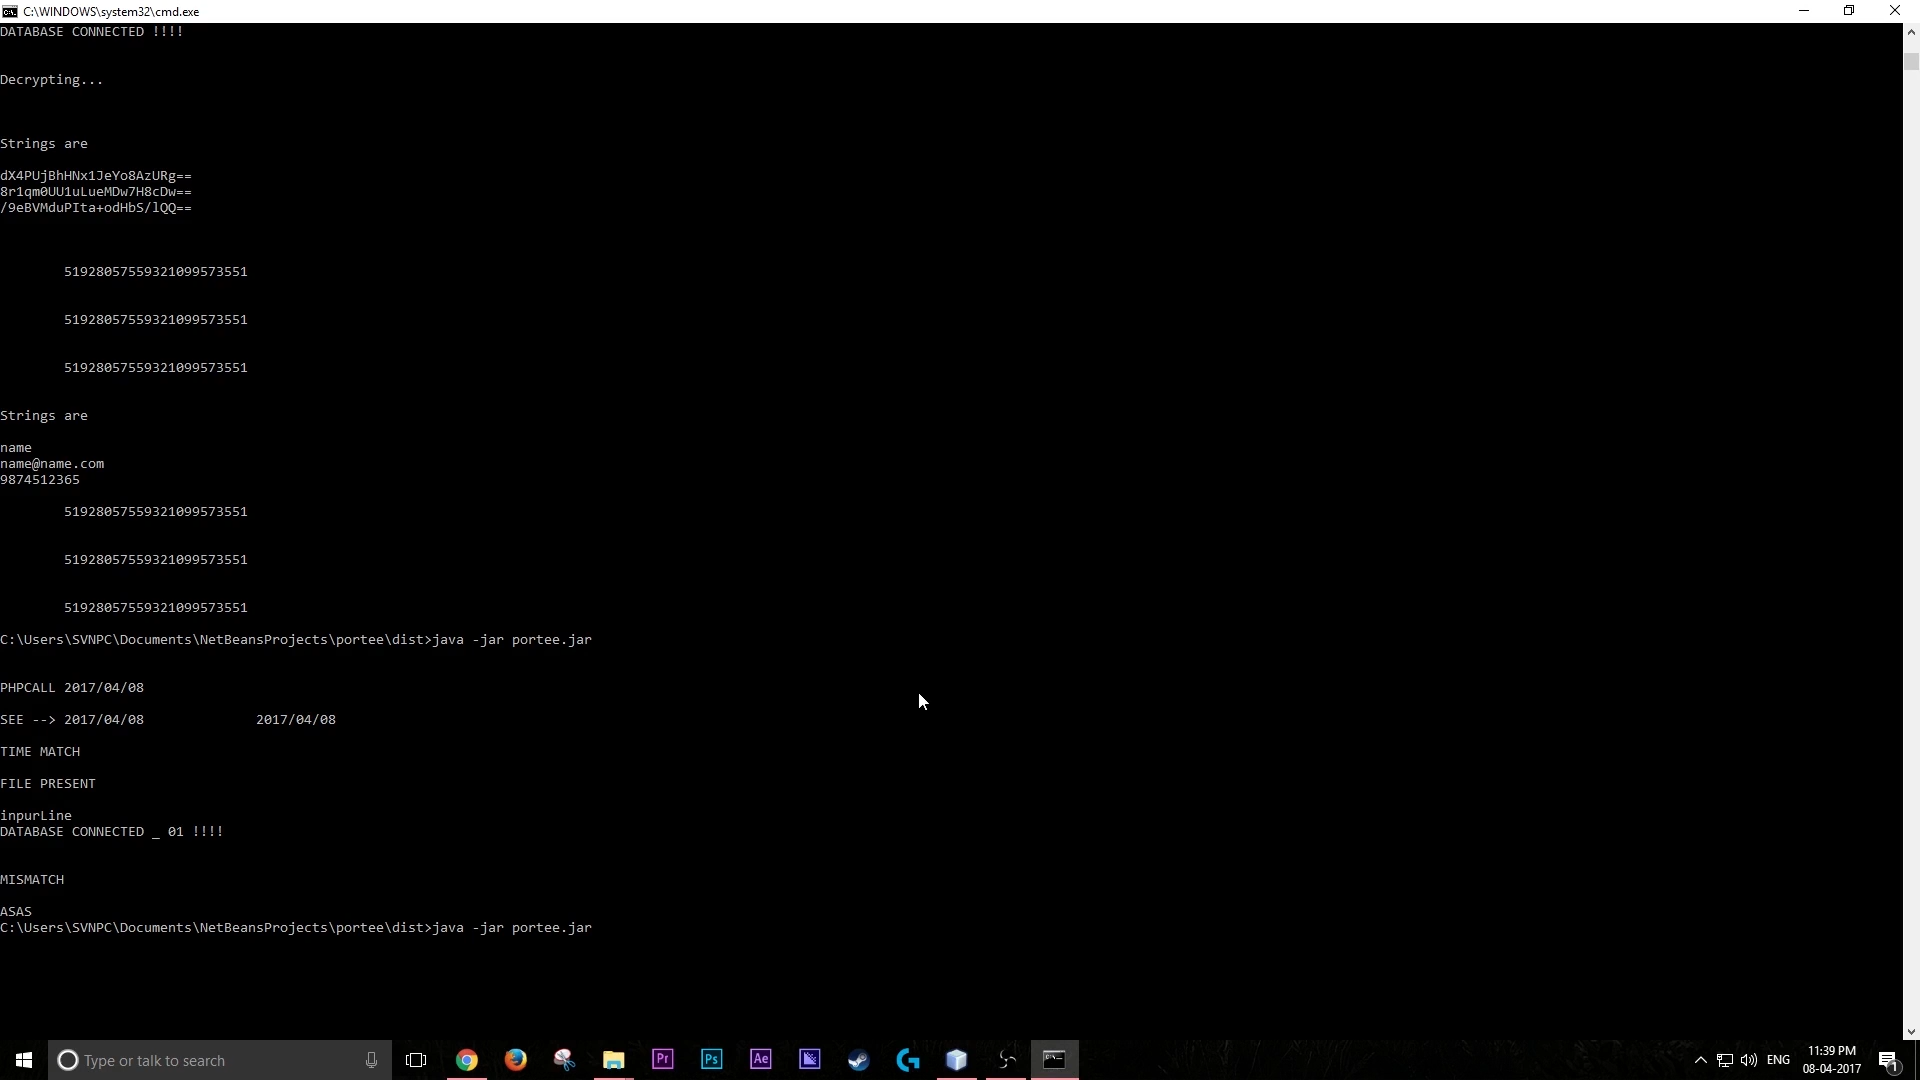 C:\WINDOWS\system32\cmd.exe
DATABASE CONNECTED !!!!
Decrypting...
Strings are
dX4PUjBhHNx1JeYo8AzURg==
8r1qm0UU1uLueMDw7H8cDw==
/9eBVMduPIta+odHbS/lQQ==
51928057559321099573551
51928057559321099573551
51928057559321099573551
Strings are
name
name@name.com
9874512365
51928057559321099573551
51928057559321099573551
51928057559321099573551
C:\Users\SVNPC\Documents\NetBeansProjects\portee\dist>java -jar portee.jar
PHPCALL 2017/04/08
SEE --> 2017/04/08 2017/04/08
TIME MATCH
FILE PRESENT
inpurLine
DATABASE CONNECTED _ 01 !!!!
MISMATCH
ASAS
C:\Users\SVNPC\Documents\NetBeansProjects\portee\dist>java -jar portee.jar
Type or talk to search
Pr
Ps
Ae
ENG
11:39 PM
08-04-2017
1